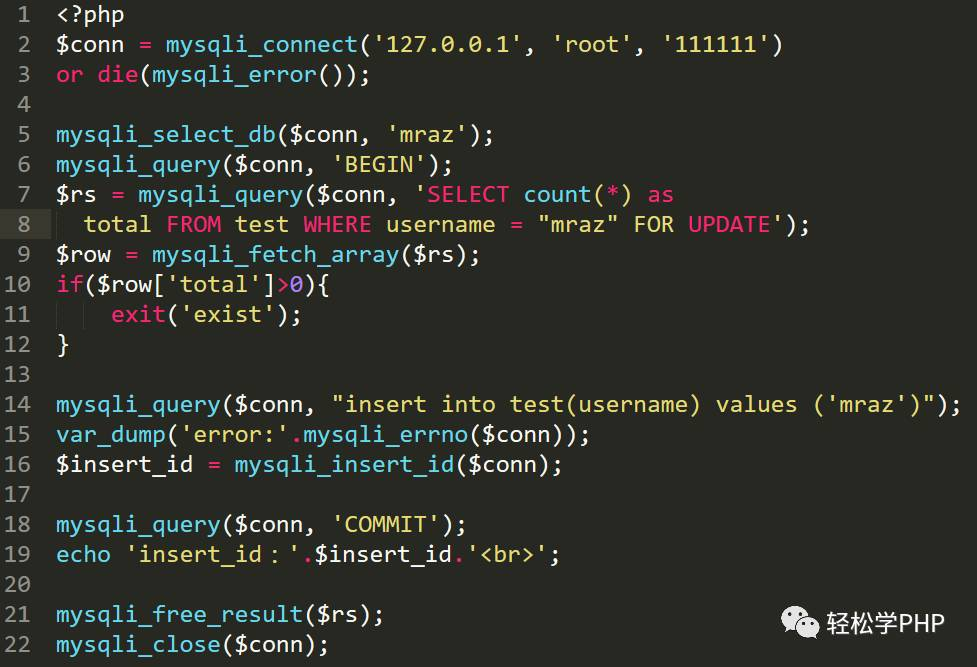 1 <?php
2 $conn = mysqli_connect('127.0.0.1', 'root', '111111')
3 or die(mysqli_error());
4
5 mysqli_select_db($conn, 'mraz');
6 mysqli_query($conn, 'BEGIN');
7 $rs = mysqli_query($conn, 'SELECT count(*) as
8   total FROM test WHERE username = "mraz" FOR UPDATE');
9 $row = mysqli_fetch_array($rs);
10 if($row['total']>0){
11     exit('exist');
12 }
13
14 mysqli_query($conn, "insert into test(username) values ('mraz')");
15 var_dump('error:'.mysqli_errno($conn));
16 $insert_id = mysqli_insert_id($conn);
17
18 mysqli_query($conn, 'COMMIT');
19 echo 'insert_id：'.$insert_id.'<br>';
20
21 mysqli_free_result($rs);
22 mysqli_close($conn);
轻松学PHP